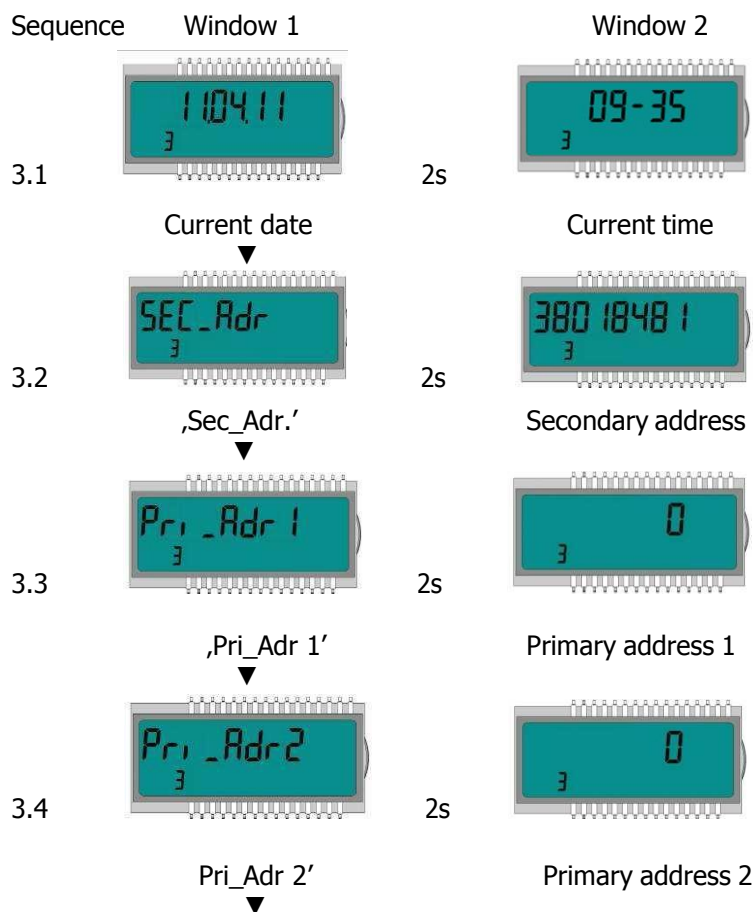 Sequence Window 1 Window 2
11.04.11 09-35
3 3
3.1 2s
Current date Current time
▼
SEC_Adr 38018481
3 3
3.2 2s
‚Sec_Adr.’ Secondary address
▼
Pri_Adr1 0
3 3
3.3 2s
‚Pri_Adr 1’ Primary address 1
▼
Pri_Adr2 0
3 3
3.4 2s
Pri_Adr 2’ Primary address 2
▼